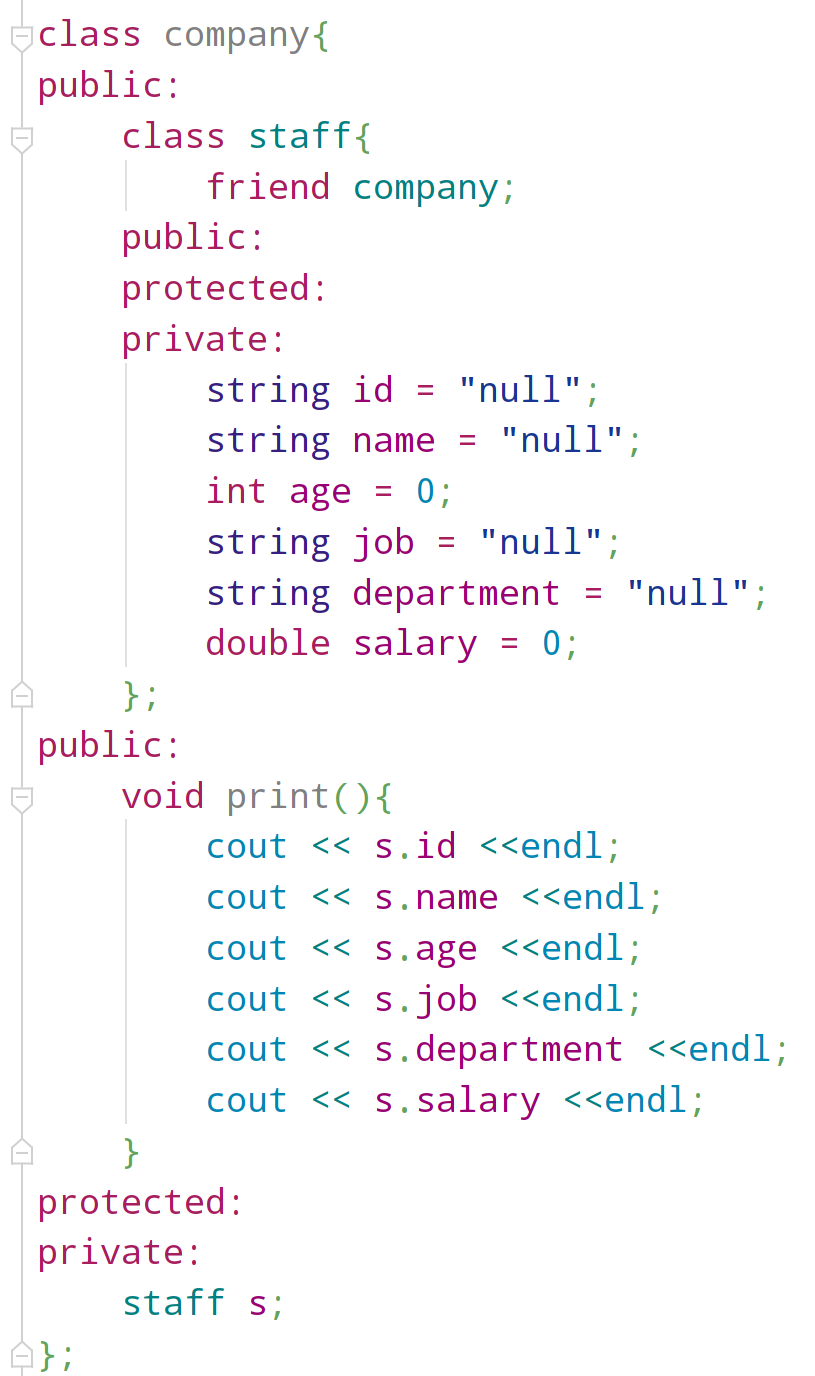 class company{
public:
    class staff{
        friend company;
    public:
    protected:
    private:
        string id = "null";
        string name = "null";
        int age = 0;
        string job = "null";
        string department = "null";
        double salary = 0;
    };
public:
    void print(){
        cout << s.id <<endl;
        cout << s.name <<endl;
        cout << s.age <<endl;
        cout << s.job <<endl;
        cout << s.department <<endl;
        cout << s.salary <<endl;
    }
protected:
private:
    staff s;
};